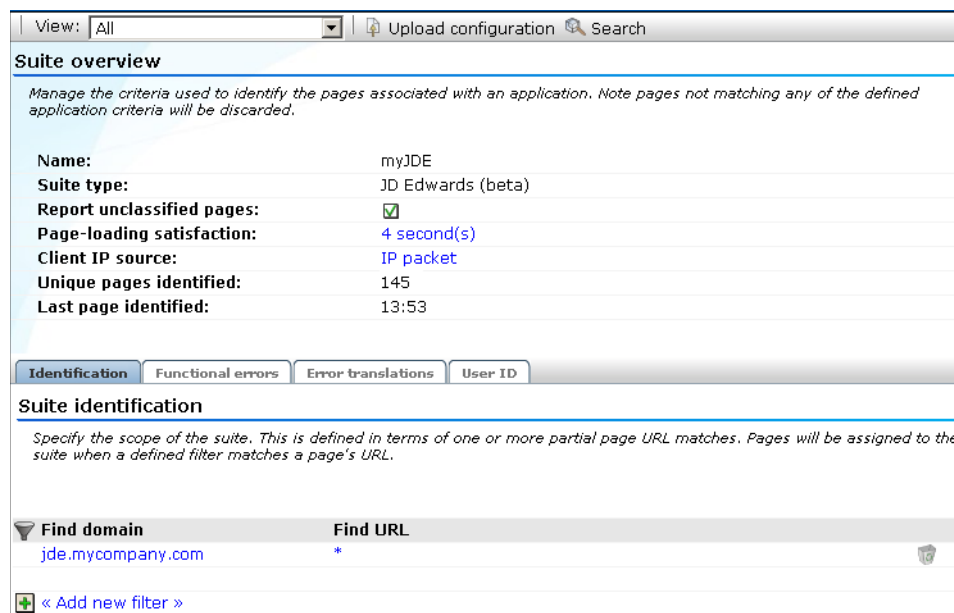 View: All Upload configuration Search
Suite overview
Manage the criteria used to identify the pages associated with an application. Note pages not matching any of the defined
application criteria will be discarded.
Name: myJDE
Suite type: JD Edwards (beta)
Report unclassified pages:
Page-loading satisfaction: 4 second(s)
Client IP source: IP packet
Unique pages identified: 145
Last page identified: 13:53
Identification Functional errors Error translations User ID
Suite identification
Specify the scope of the suite. This is defined in terms of one or more partial page URL matches. Pages will be assigned to the
suite when a defined filter matches a page's URL.
Find domain Find URL
jde.mycompany.com *
« Add new filter »